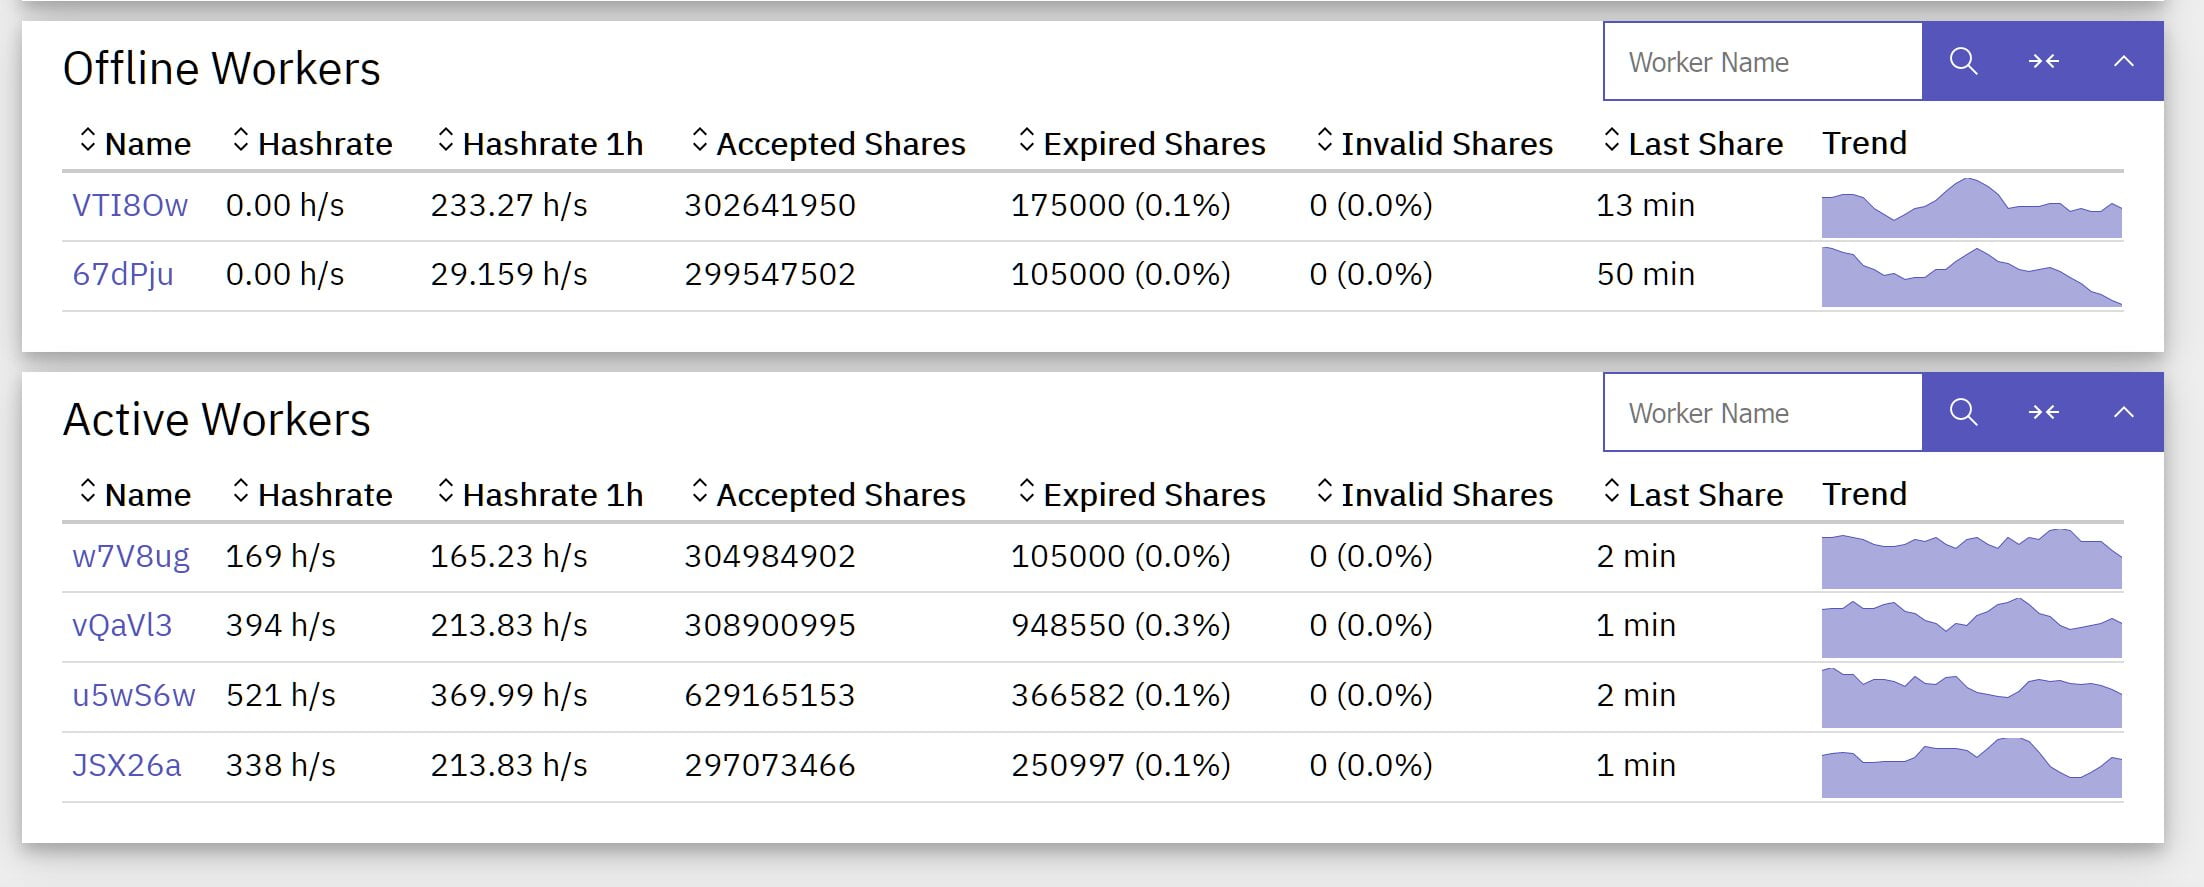 Offline Workers
Worker Name
Name Hashrate Hashrate 1h Accepted Shares Expired Shares Invalid Shares Last Share Trend
VTI8Ow 0.00 h/s 233.27 h/s 302641950 175000 (0.1%) 0 (0.0%) 13 min
67dPju 0.00 h/s 29.159 h/s 299547502 105000 (0.0%) 0 (0.0%) 50 min
Active Workers
Worker Name
Name Hashrate Hashrate 1h Accepted Shares Expired Shares Invalid Shares Last Share Trend
w7V8ug 169 h/s 165.23 h/s 304984902 105000 (0.0%) 0 (0.0%) 2 min
vQaVl3 394 h/s 213.83 h/s 308900995 948550 (0.3%) 0 (0.0%) 1 min
u5wS6w 521 h/s 369.99 h/s 629165153 366582 (0.1%) 0 (0.0%) 2 min
JSX26a 338 h/s 213.83 h/s 297073466 250997 (0.1%) 0 (0.0%) 1 min